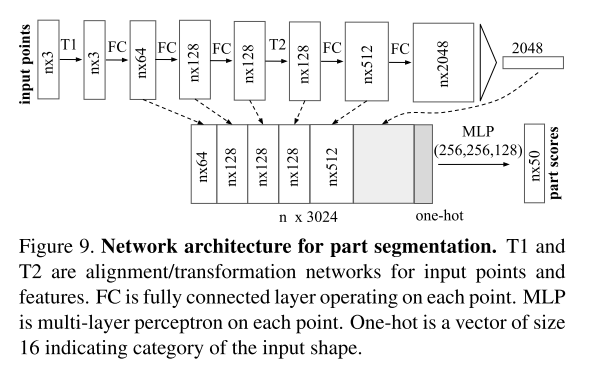 input points
nx3
T1
nx3
FC
nx64
FC
nx128
FC
nx128
T2
nx128
FC
nx512
FC
nx2048
2048
nx64
nx128
nx128
nx128
nx512
MLP
(256,256,128)
nx50
part scores
n x 3024
one-hot
Figure 9. Network architecture for part segmentation. T1 and
T2 are alignment/transformation networks for input points and
features. FC is fully connected layer operating on each point. MLP
is multi-layer perceptron on each point. One-hot is a vector of size
16 indicating category of the input shape.